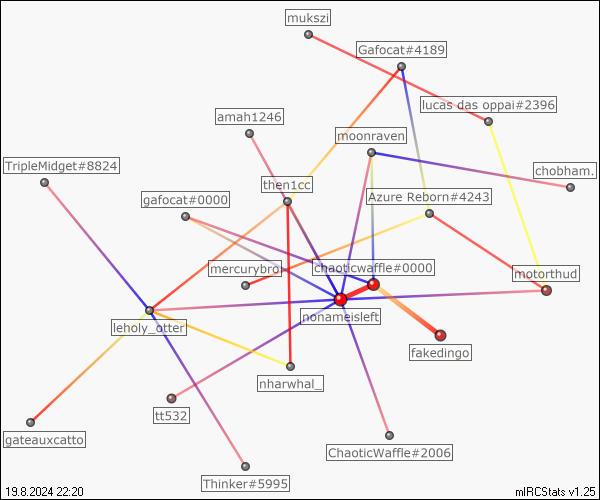 mukszi
Gafocat#4189
lucas das oppai#2396
amah1246
moonraven
TripleMidget#8824
chobham.
then1cc
gafocat#0000
Azure Reborn#4243
mercurybro
chaoticwaffle#0000
motorthud
nonameisleft
leholy_otter
fakedingo
nharwhal_
tt532
gateauxcatto
ChaoticWaffle#2006
Thinker#5995
19.8.2024 22:20
mIRCStats v1.25